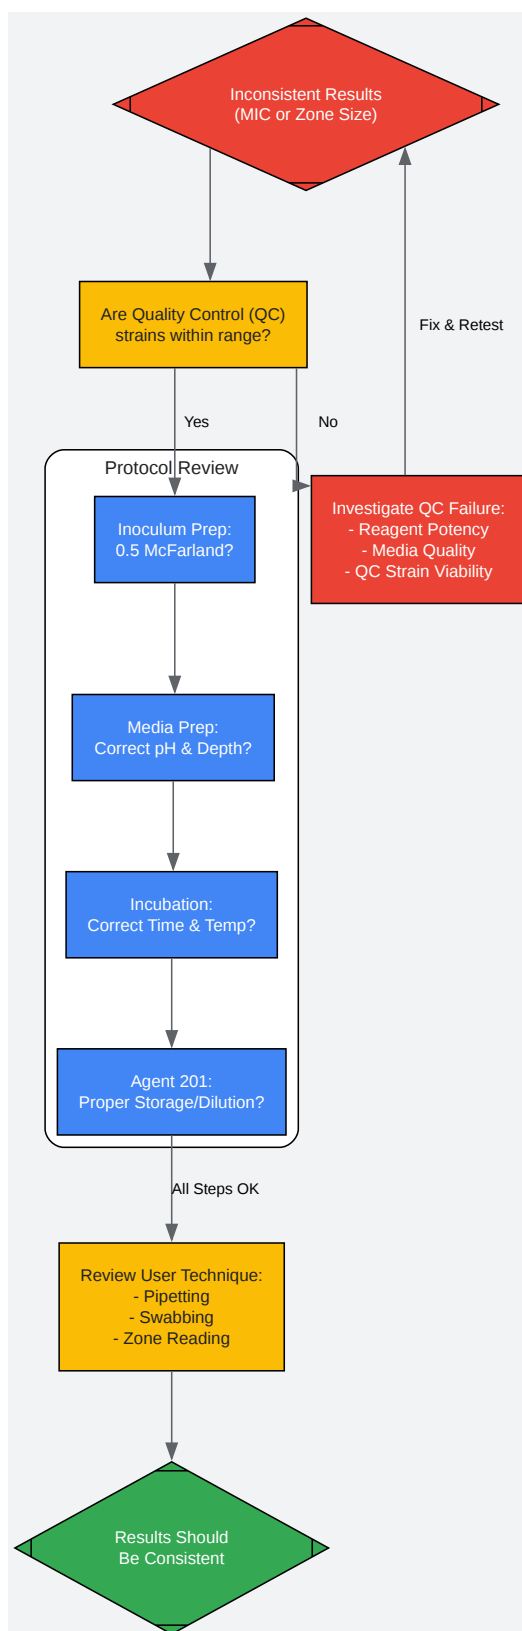 Inconsistent Results
(MIC or Zone Size)
Are Quality Control (QC)
strains within range?
Fix & Retest
Yes
No
Protocol Review
Inoculum Prep:
0.5 McFarland?
Investigate QC Failure:
- Reagent Potency
- Media Quality
- QC Strain Viability
Media Prep:
Correct pH & Depth?
Incubation:
Correct Time & Temp?
Agent 201:
Proper Storage/Dilution?
All Steps OK
Review User Technique:
- Pipetting
- Swabbing
- Zone Reading
Results Should
Be Consistent